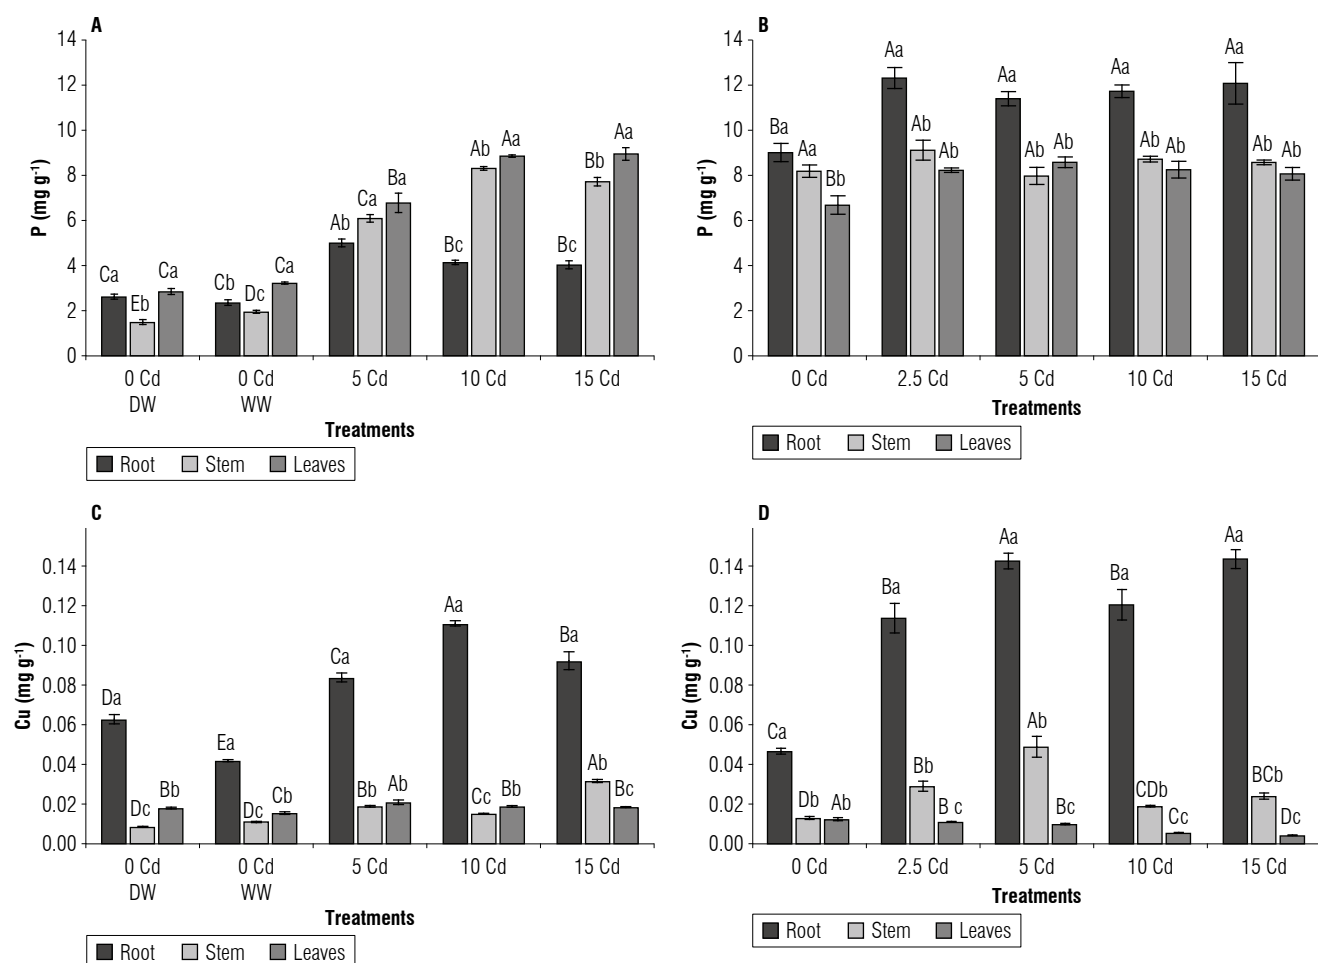 A
P (mg g-1)
14
12
10
8
6
4
2
0
Ca Eb Ca
Cb Dc Ca
Ab Ca Ba
Bc Ab Aa
Bc Bb Aa
0 Cd 0 Cd 5 Cd 10 Cd 15 Cd
DW WW
Treatments
Root Stem Leaves
B
P (mg g-1)
14
12
10
8
6
4
2
0
Ba Aa Bb
Aa Ab Ab
Aa Ab Ab
Aa Ab Ab
Aa Ab Ab
0 Cd 2.5 Cd 5 Cd 10 Cd 15 Cd
Treatments
Root Stem Leaves
C
Cu (mg g-1)
0.14
0.12
0.10
0.08
0.06
0.04
0.02
0.00
Da Dc Bb
Ea Dc Cb
Ca Bb Ab
Aa Cc Bb
Ba Ab Bc
0 Cd 0 Cd 5 Cd 10 Cd 15 Cd
DW WW
Treatments
Root Stem Leaves
D
Cu (mg g-1)
0.14
0.12
0.10
0.08
0.06
0.04
0.02
0.00
Ca Db Ab
Ba Bb B c
Aa Ab Bc
Ba CDb Cc
Aa BCb Dc
0 Cd 2.5 Cd 5 Cd 10 Cd 15 Cd
Treatments
Root Stem Leaves